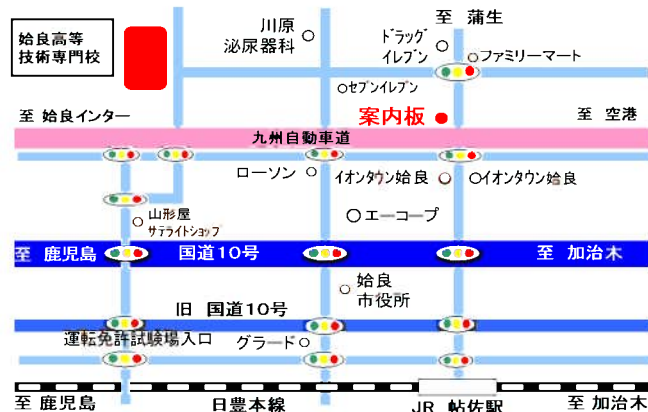 至 蒲生
川原
泌尿器科
ドラッグ
イレブン
ファミリーマート
姶良高等
技術専門校
セブンイレブン
至 姶良インター
案内板
至 空港
九州自動車道
ローソン
イオンタウン姶良
イオンタウン姶良
山形屋
サテライトショップ
エーコープ
至 鹿児島
国道10号
至 加治木
姶良
市役所
旧 国道10号
運転免許試験場入口
グラード
至 鹿児島
日豊本線
JR 帖佐駅
至 加治木